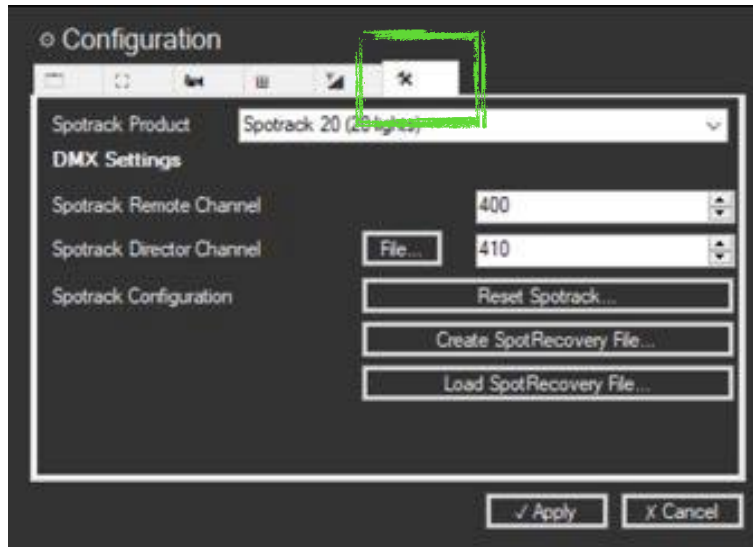 Configuration
Spotrack Product Spotrack 20 (20 lights)
DMX Settings
Spotrack Remote Channel 400
Spotrack Director Channel File... 410
Spotrack Configuration Reset Spotrack...
Create SpotRecovery File...
Load SpotRecovery File...
✓ Apply X Cancel